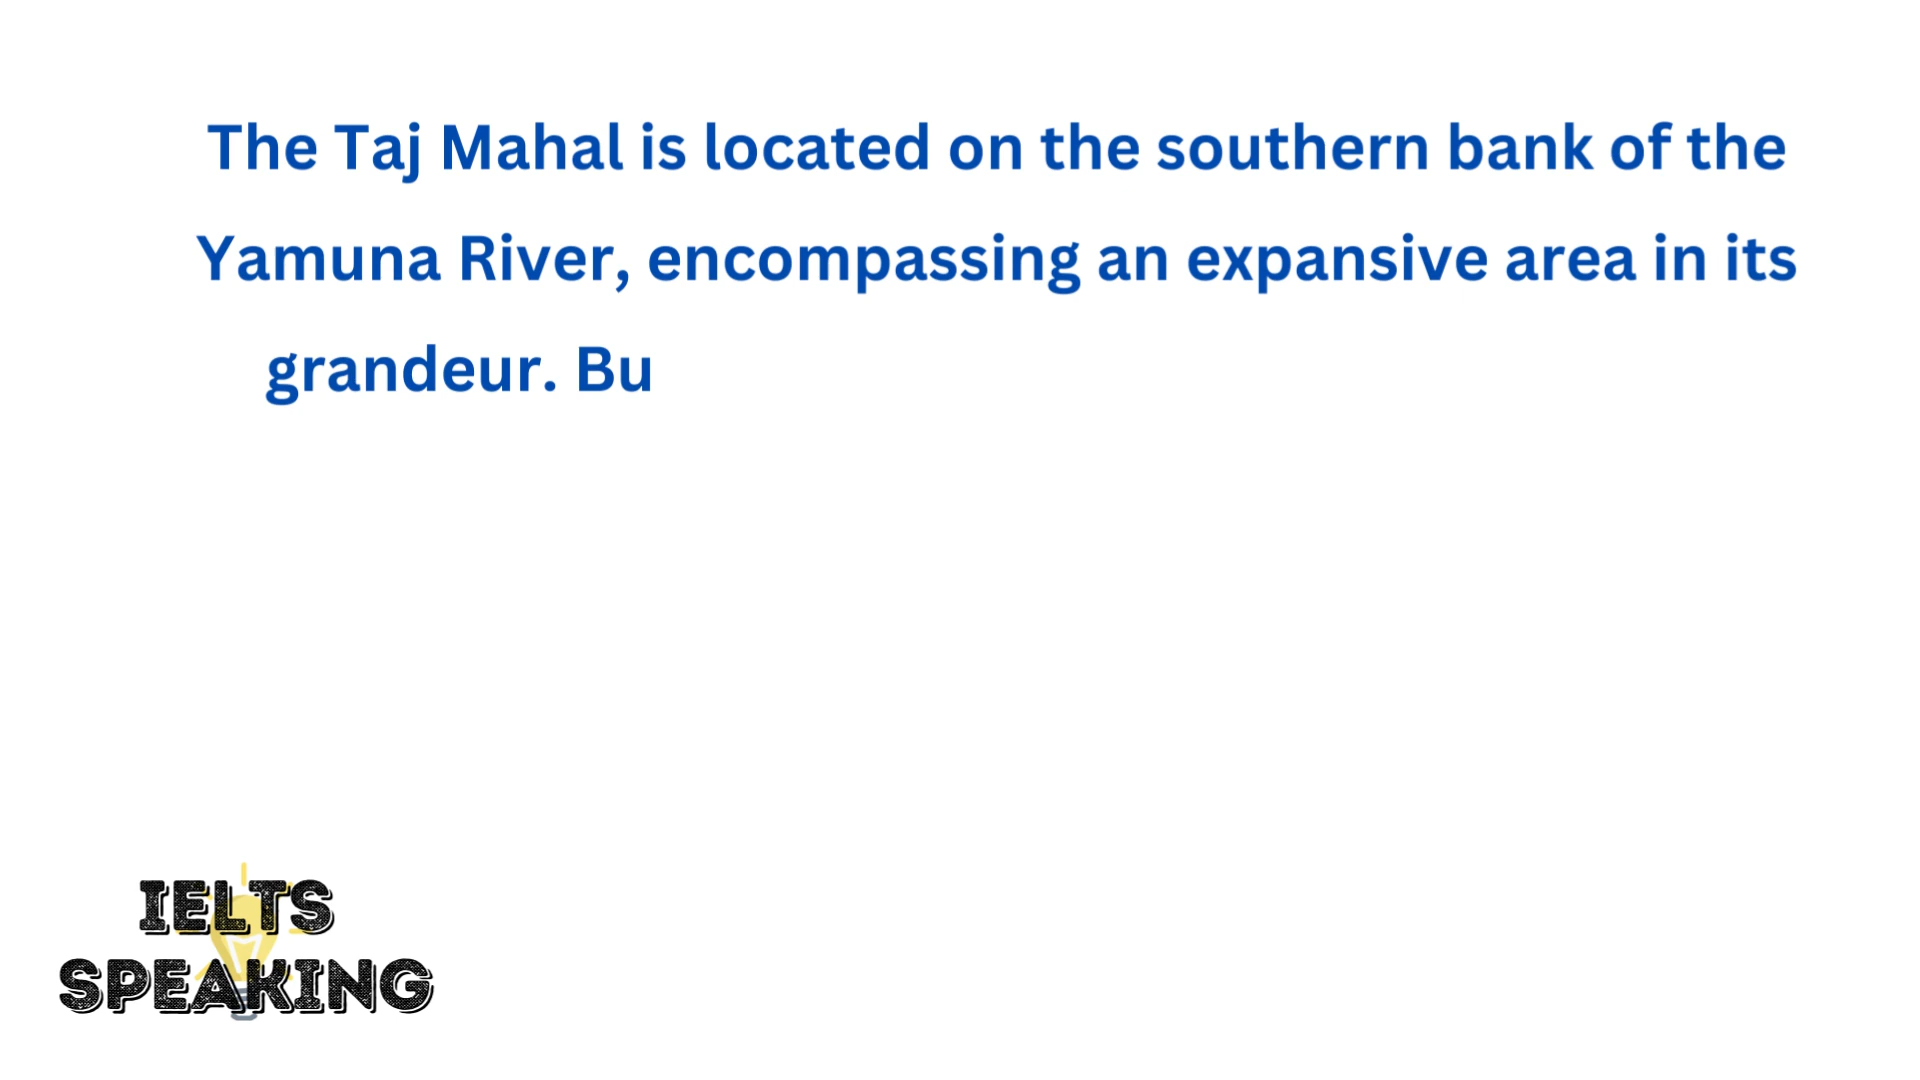 The Taj Mahal is located on the southern bank of the
Yamuna River, encompassing an expansive area in its
grandeur. Bu
IELTS
SPEAKING